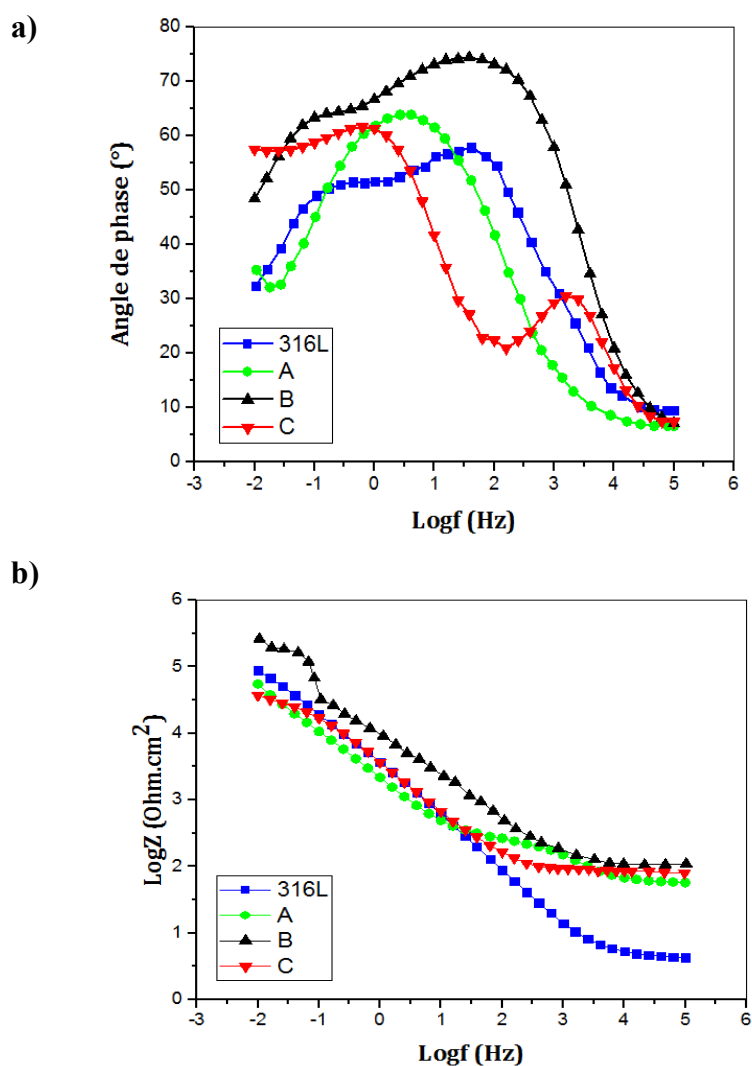 a)
80
70
60
50
40
30
20
10
0
Angle de phase (°)
316L
A
B
C
-3 -2 -1 0 1 2 3 4 5 6
Logf (Hz)
b)
6
5
4
3
2
1
0
LogZ (Ohm.cm²)
316L
A
B
C
-3 -2 -1 0 1 2 3 4 5 6
Logf (Hz)